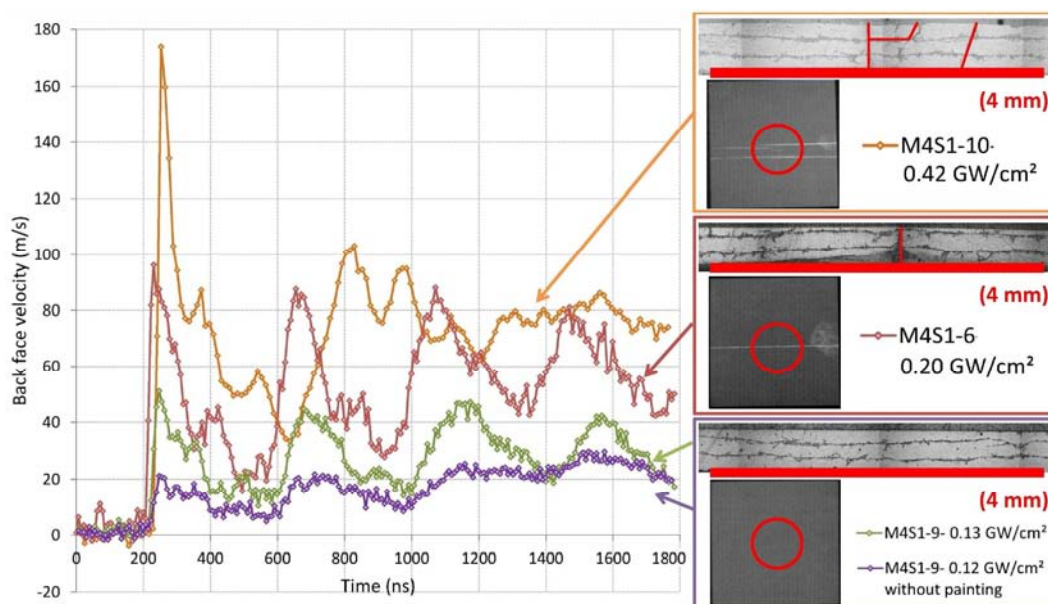 180
160
140
120
100
80
60
40
20
0
-20
Back face velocity (m/s)
0 200 400 600 800 1000 1200 1400 1600 1800
Time (ns)
(4 mm)
M4S1-10-
0.42 GW/cm²
(4 mm)
M4S1-6
0.20 GW/cm²
(4 mm)
M4S1-9- 0.13 GW/cm²
M4S1-9- 0.12 GW/cm²
without painting